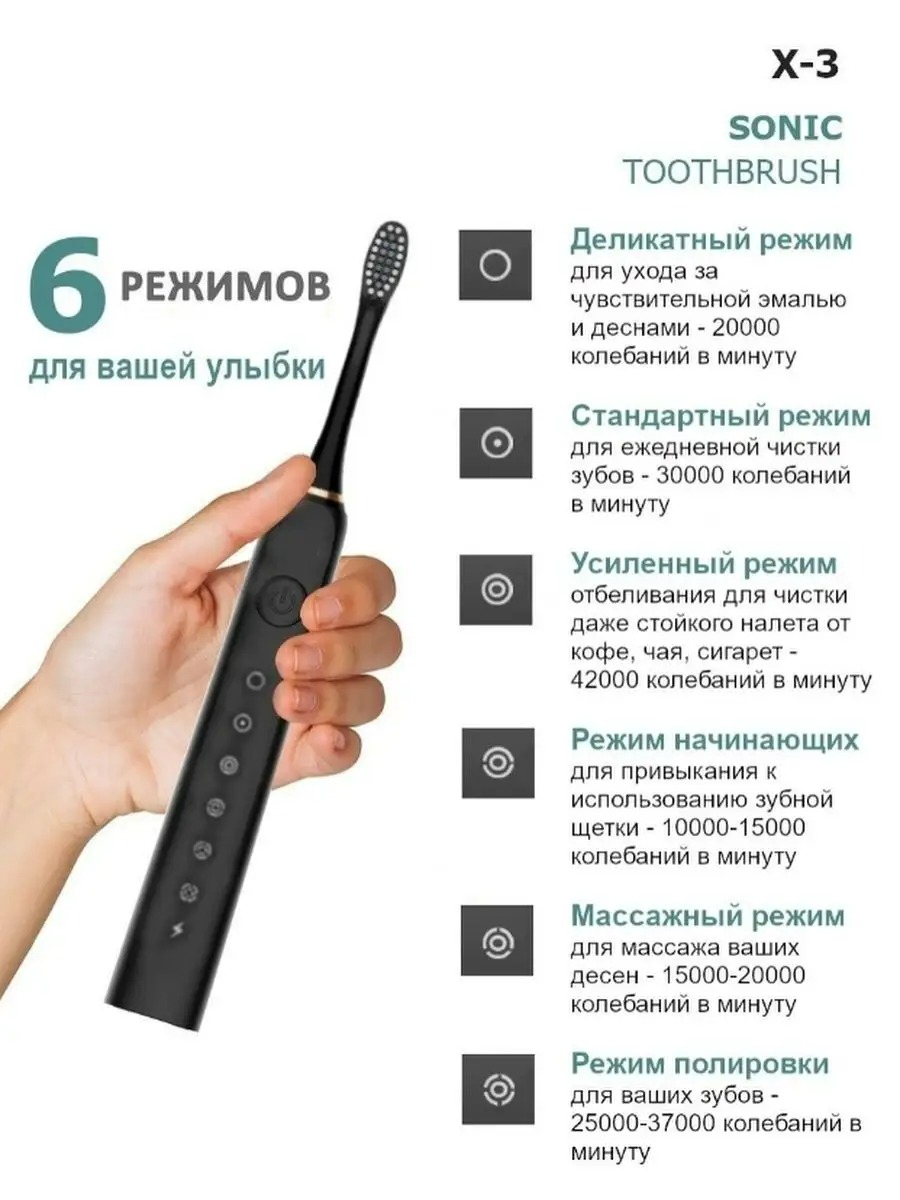 X-3
SONIC
TOOTHBRUSH
6 РЕЖИМОВ
для вашей улыбки
Деликатный режим
для ухода за
чувствительной эмалью
и деснами - 20000
колебаний в минуту
Стандартный режим
для ежедневной чистки
зубов - 30000 колебаний
в минуту
Усиленный режим
отбеливания для чистки
даже стойкого налета от
кофе, чая, сигарет -
42000 колебаний в минуту
Режим начинающих
для привыкания к
использованию зубной
щетки - 10000-15000
колебаний в минуту
Массажный режим
для массажа ваших
десен - 15000-20000
колебаний в минуту
Режим полировки
для ваших зубов -
25000-37000 колебаний в
минуту